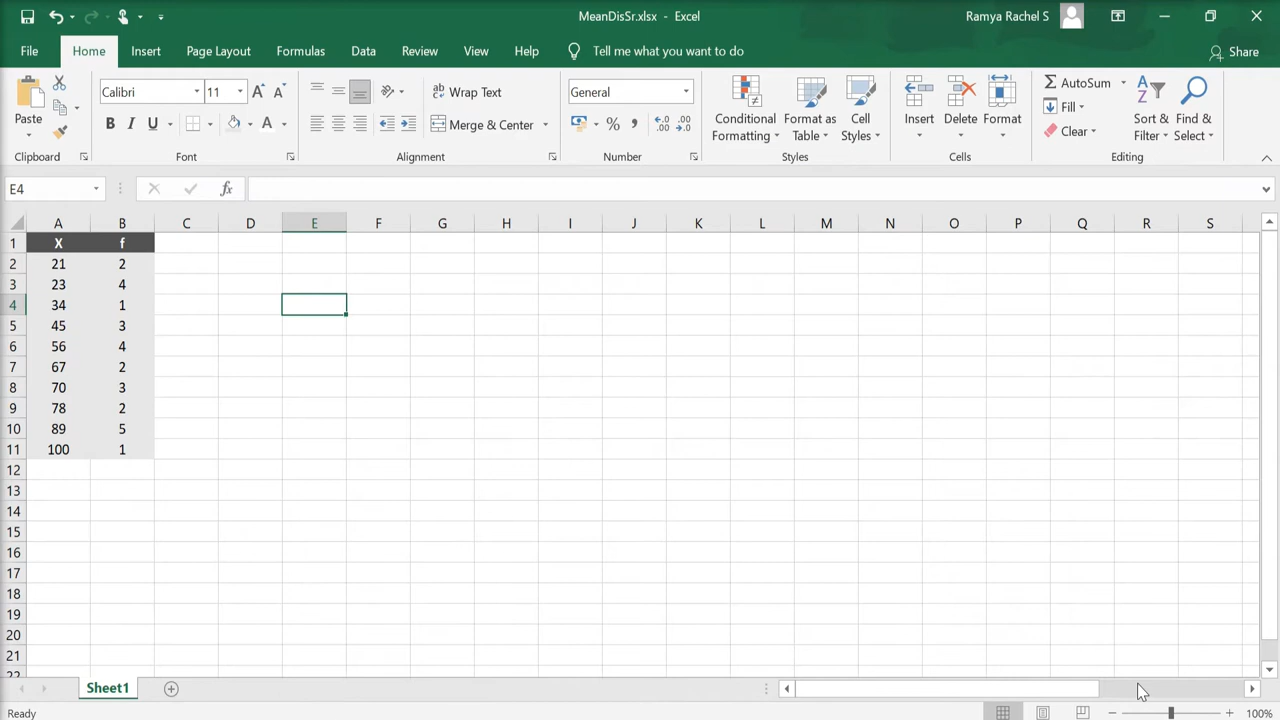 MeanDisSr.xlsx - Excel
Ramya Rachel S
File Home Insert Page Layout Formulas Data Review View Help Tell me what you want to do Share
Paste
Clipboard
Calibri 11
B I U A
Font
Wrap Text
Merge & Center
Alignment
General
% ,
Number
Conditional Formatting
Format as Table
Cell Styles
Styles
Insert
Delete
Format
Cells
AutoSum
Fill
Clear
Sort & Filter
Find & Select
Editing
E4 fx
A B C D E F G H I J K L M N O P Q R S
1 X f
2 21 2
3 23 4
4 34 1
5 45 3
6 56 4
7 67 2
8 70 3
9 78 2
10 89 5
11 100 1
12
13
14
15
16
17
18
19
20
21
22
Sheet1
Ready 100%